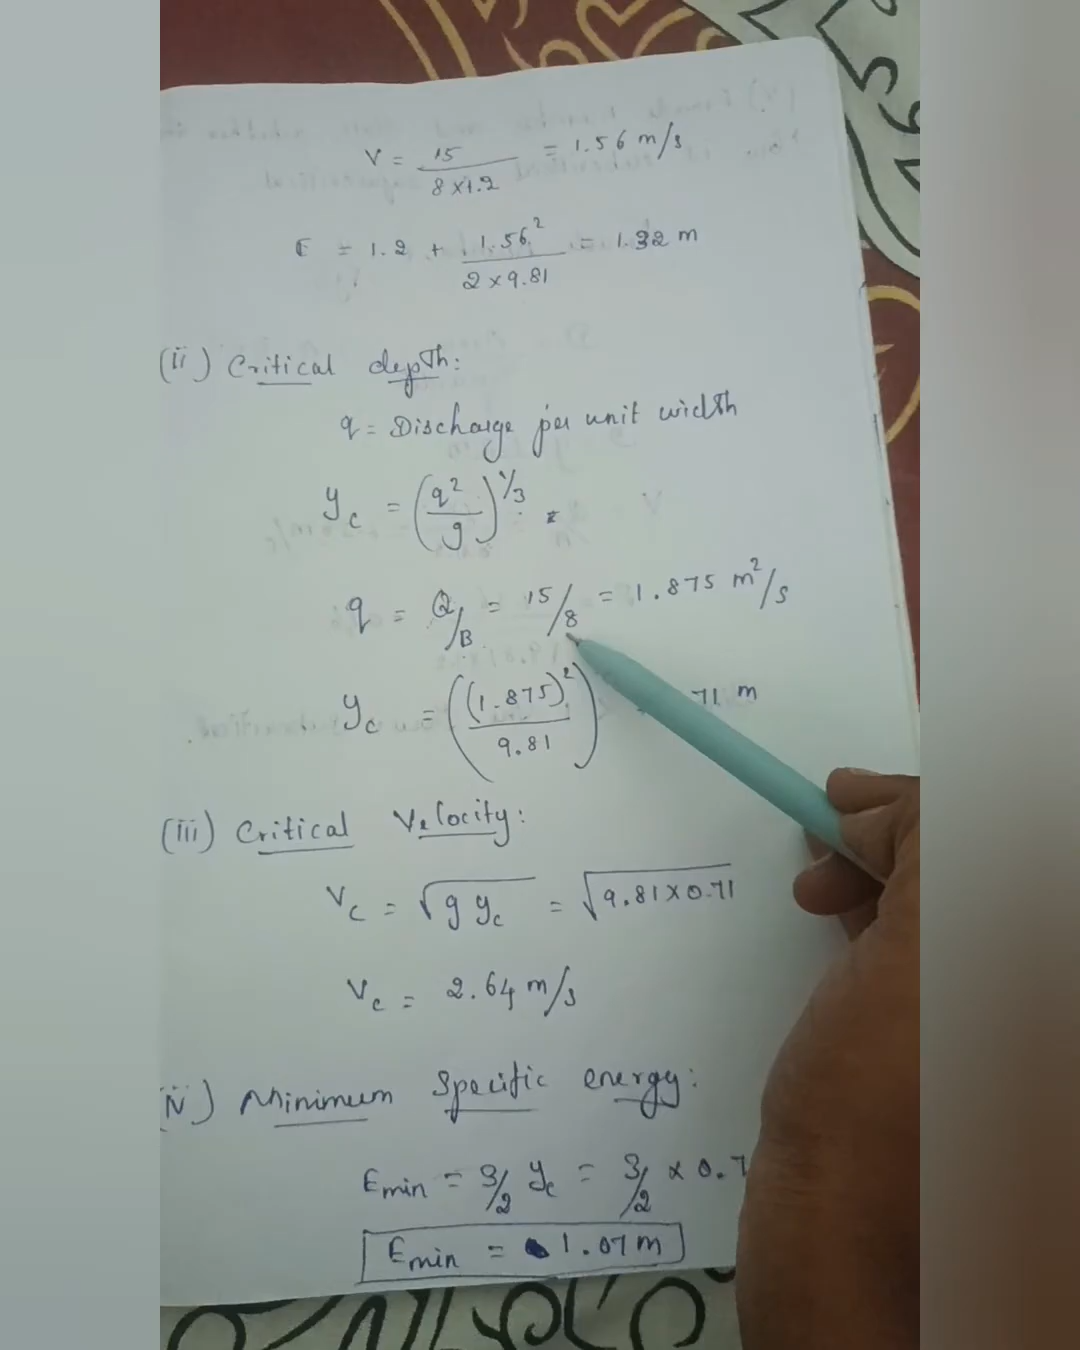 V = 15 / 8×1.2 = 1.56 m/s
E = 1.2 + 1.56² / 2×9.81 = 1.32 m
(ii) Critical depth:
q = Discharge per unit width
y_c = (q²/g)^1/3 =
q = Q/B = 15/8 = 1.875 m²/s
y_c = ((1.875)²/9.81) 71 m
(iii) Critical Velocity:
V_c = √g y_c = √9.81×0.71
V_c = 2.64 m/s
iv) Minimum Specific energy:
Emin = 3/2 y_c = 3/2 × 0.7
Emin = 1.07 m